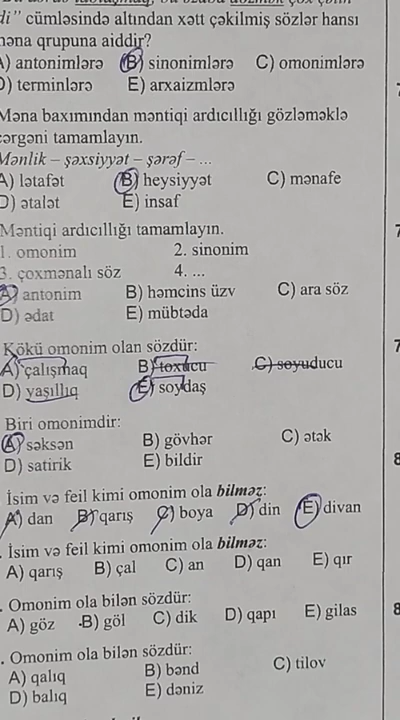 di" cümləsində altından xətt çəkilmiş sözlər hansı
məna qrupuna aiddir?
A) antonimlərə B) sinonimlərə C) omonimlərə
D) terminlərə E) arxaizmlərə
Məna baxımından məntiqi ardıcıllığı gözləməklə
cərgəni tamamlayın.
Mənlik – şəxsiyyət – şərəf – ...
A) lətafət B) heysiyyət C) mənafe
D) ətalət E) insaf
Məntiqi ardıcıllığı tamamlayın.
1. omonim 2. sinonim
3. çoxmənalı söz 4. ...
A) antonim B) həmcins üzv C) ara söz
D) ədat E) mübtəda
Kökü omonim olan sözdür:
A) çalışmaq B) toxucu C) soyuducu
D) yaşıllıq E) soydaş
Biri omonimdir:
A) səksən B) gövhər C) ətək
D) satirik E) bildir
İsim və feil kimi omonim ola bilməz:
A) dan B) qarış C) boya D) din E) divan
. İsim və feil kimi omonim ola bilməz:
A) qarış B) çal C) an D) qan E) qır
. Omonim ola bilən sözdür:
A) göz B) göl C) dik D) qapı E) gilas
. Omonim ola bilən sözdür:
A) qalıq B) bənd C) tilov
D) balıq E) dəniz